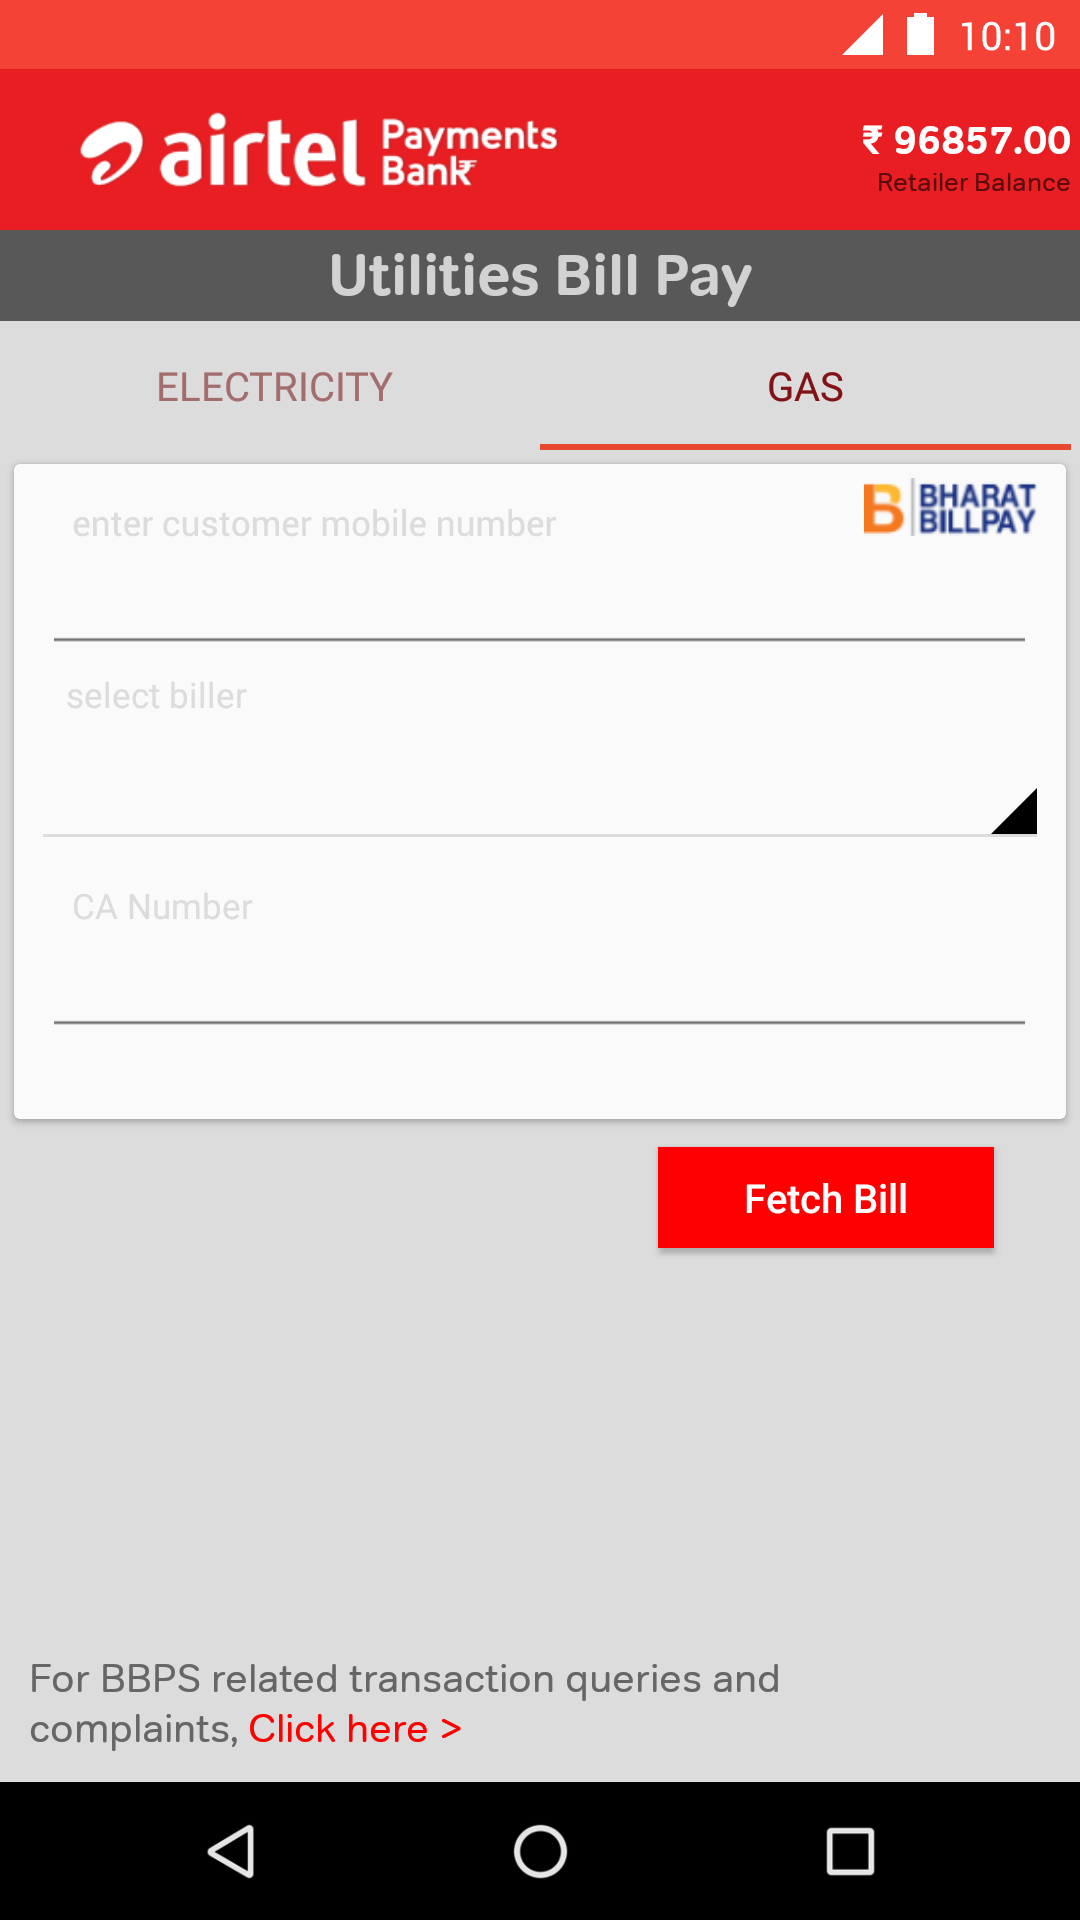 10:10
airtel Payments Bank
₹ 96857.00
Retailer Balance
Utilities Bill Pay
ELECTRICITY
GAS
enter customer mobile number
B BHARAT BILLPAY
select biller
CA Number
Fetch Bill
For BBPS related transaction queries and
complaints, Click here >